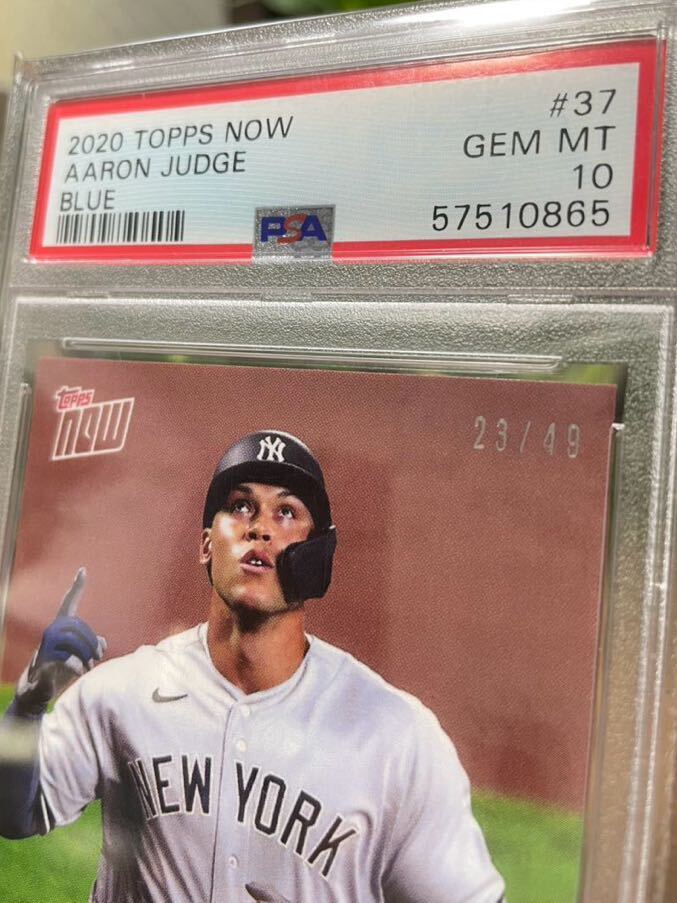 2020 TOPPS NOW
AARON JUDGE
BLUE
#37
GEM MT
10
57510865
PSA
TOPPS
NOW
23/49
NY
NEW YORK